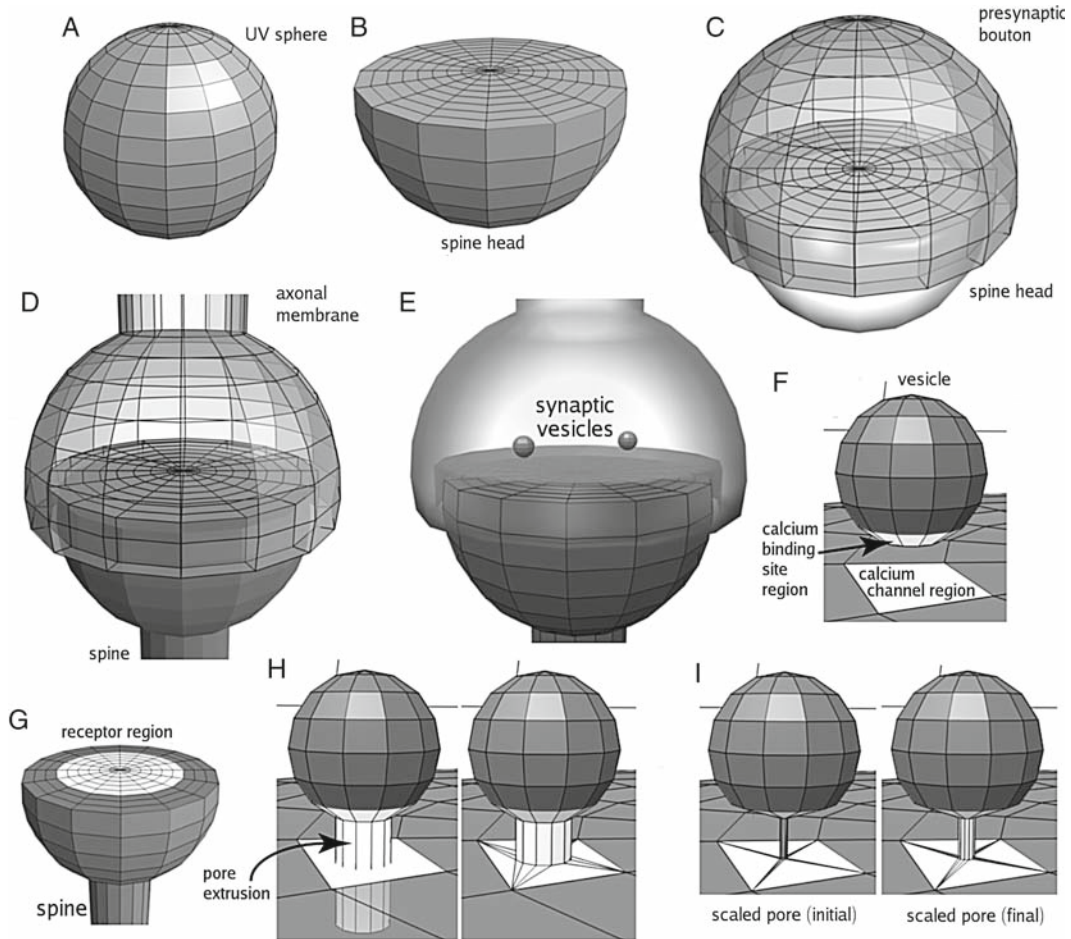 A
UV sphere
B
spine head
C
presynaptic
bouton
spine head
D
axonal
membrane
spine
E
synaptic
vesicles
F
vesicle
calcium
binding
site
region
calcium
channel region
G
receptor region
spine
H
pore
extrusion
I
scaled pore (initial)
scaled pore (final)